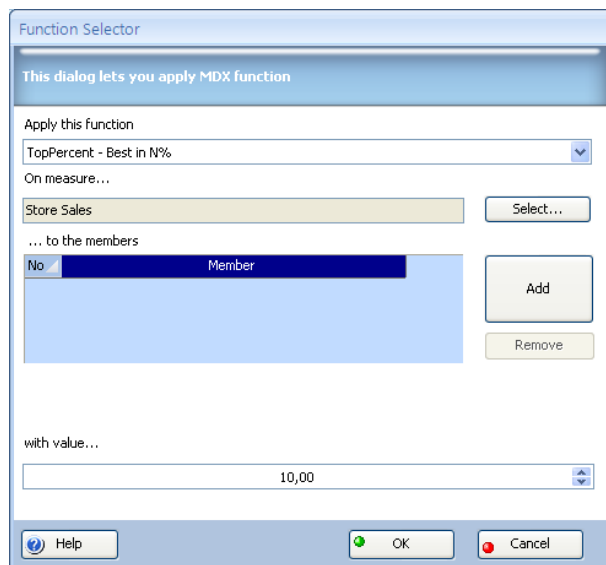 Function Selector
This dialog lets you apply MDX function
Apply this function
TopPercent - Best in N%
On measure...
Store Sales
Select...
... to the members
No Member
Add
Remove
with value...
10,00
Help OK Cancel